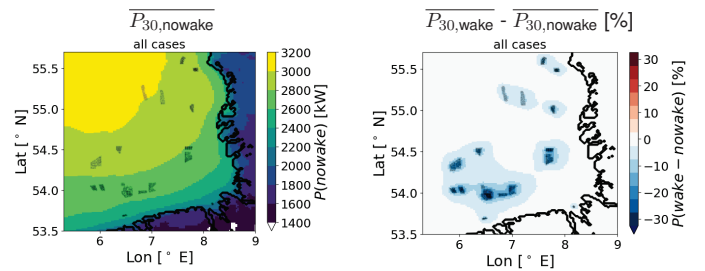 P30,nowake
all cases
55.5
55.0
54.5
54.0
53.5
Lat [° N]
6 7 8 9
Lon [° E]
3200
3000
2800
2600
2400
2200
2000
1800
1600
1400
P(nowake) [kW]
P30,wake - P30,nowake [%]
all cases
55.5
55.0
54.5
54.0
53.5
Lat [° N]
6 7 8 9
Lon [° E]
30
20
10
0
−10
−20
−30
P(wake − nowake) [%]